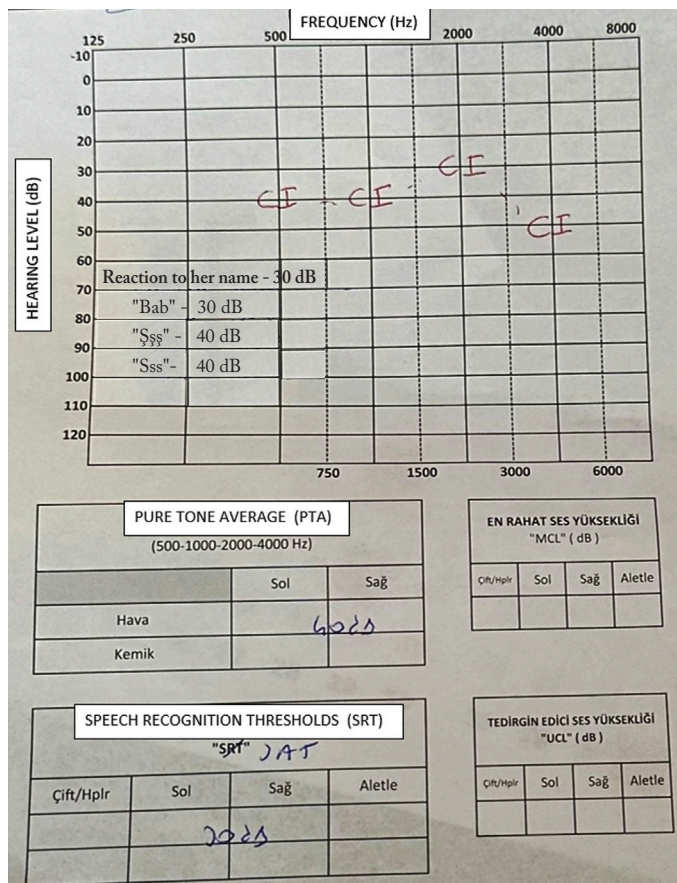 FREQUENCY (Hz)
125 250 500 2000 4000 8000
HEARING LEVEL (dB)
-10
0
10
20
30
40
50
60
70
80
90
100
110
120
CI
CI CI
CI
Reaction to her name - 30 dB
"Bab" - 30 dB
"Şşş" - 40 dB
"Sss"- 40 dB
750 1500 3000 6000
PURE TONE AVERAGE (PTA)
(500-1000-2000-4000 Hz)
Sol Sağ
Hava
40dB
Kemik
EN RAHAT SES YÜKSEKLİĞİ
"MCL" ( dB )
Çift/Hplr Sol Sağ Aletle
SPEECH RECOGNITION THRESHOLDS (SRT)
"SRT" SAT
Çift/Hplr Sol Sağ Aletle
TEDİRGİN EDİCİ SES YÜKSEKLİĞİ
"UCL" ( dB )
Çift/Hplr Sol Sağ Aletle